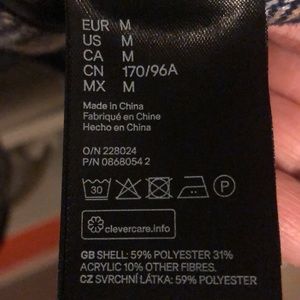 EUR M
US M
CA M
CN 170/96A
MX M
Made in China
Fabriqué en Chine
Hecho en China
O/N 228024
P/N 0868054 2
30 P
clevercare.info
GB SHELL: 59% POLYESTER 31%
ACRYLIC 10% OTHER FIBRES.
CZ SVRCHNÍ LÁTKA: 59% POLYESTER